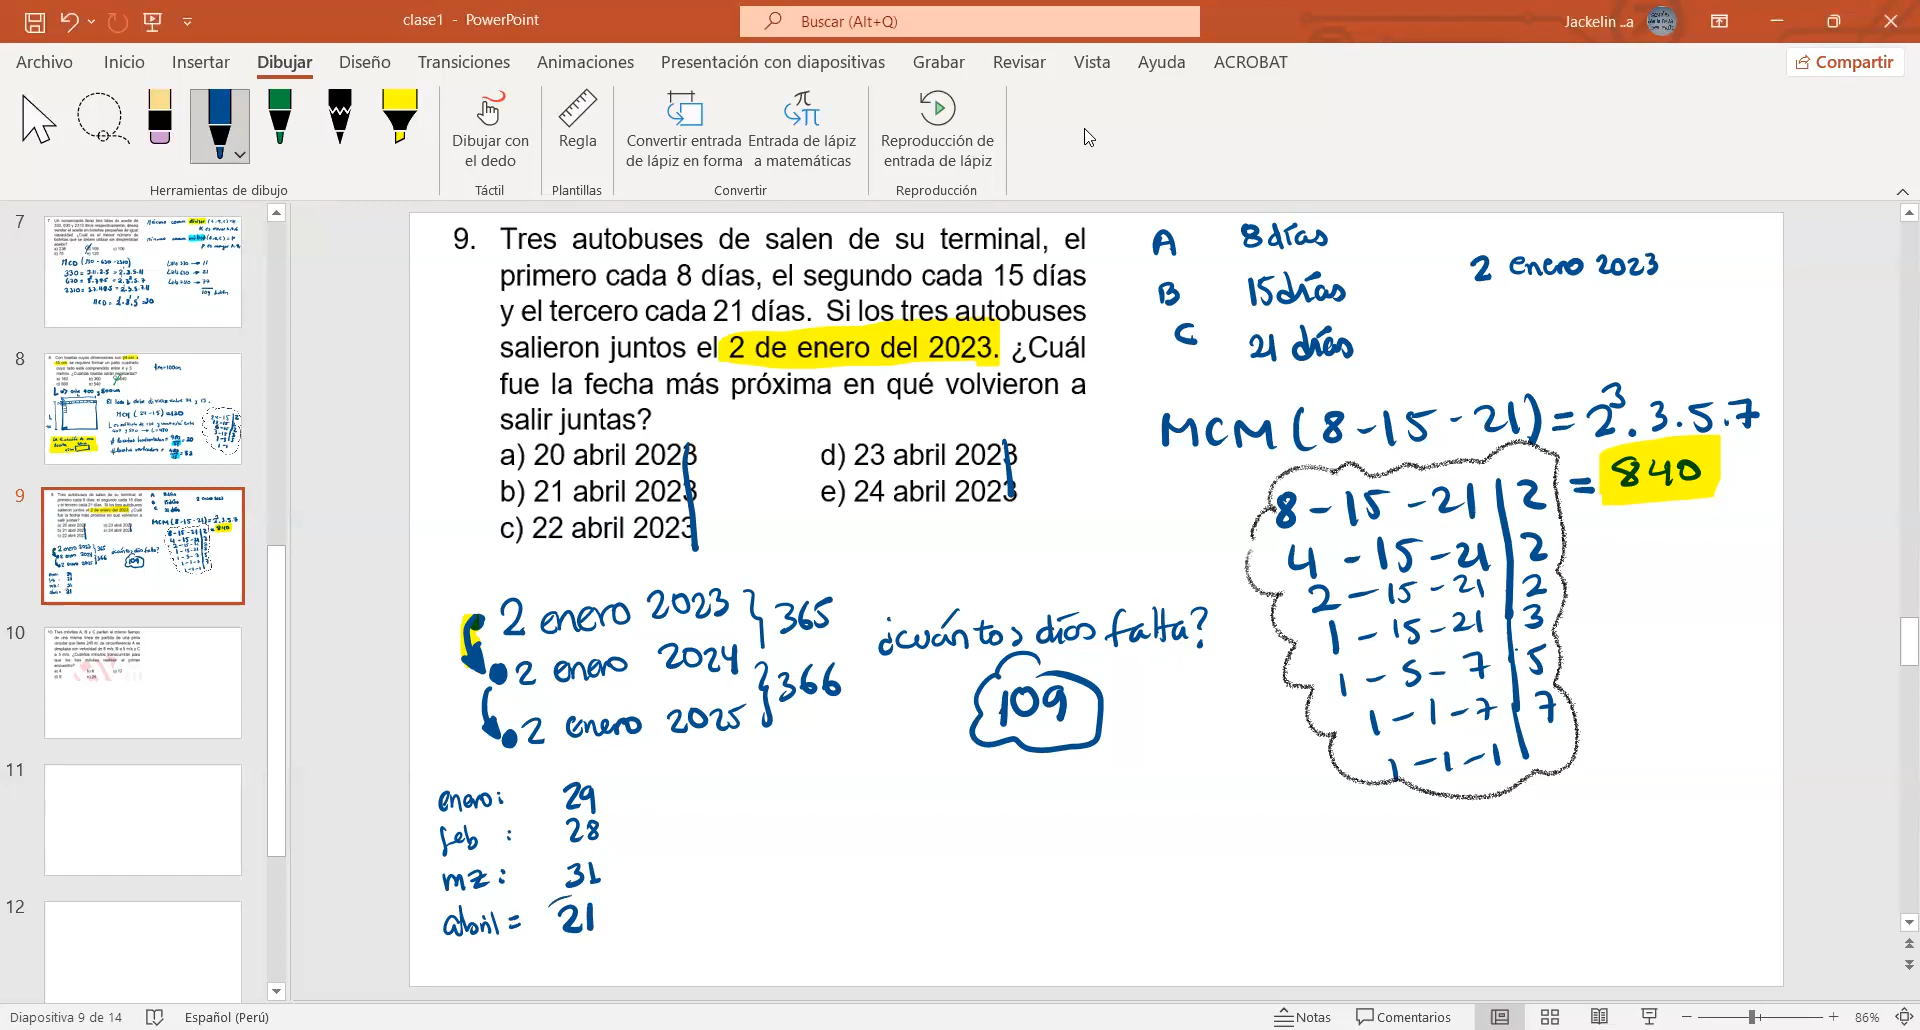 clase1 - PowerPoint
Buscar (Alt+Q)
Jackelin ..a
Archivo Inicio Insertar Dibujar Diseño Transiciones Animaciones Presentación con diapositivas Grabar Revisar Vista Ayuda ACROBAT
Compartir
Dibujar con el dedo
Regla
Convertir entrada de lápiz en forma
Entrada de lápiz a matemáticas
Reproducción de entrada de lápiz
Herramientas de dibujo
Táctil
Plantillas
Convertir
Reproducción
7
8
9
10
11
12
9. Tres autobuses de salen de su terminal, el
primero cada 8 días, el segundo cada 15 días
y el tercero cada 21 días. Si los tres autobuses
salieron juntos el 2 de enero del 2023. ¿Cuál
fue la fecha más próxima en qué volvieron a
salir juntas?
a) 20 abril 2023 d) 23 abril 2023
b) 21 abril 2023 e) 24 abril 2023
c) 22 abril 2023
A 8 días
B 15 días
C 21 días
2 enero 2023
MCM (8-15-21) = 2³.3.5.7
= 840
8-15-21 | 2
4-15-21 | 2
2-15-21 | 2
1-15-21 | 3
1-5-7 | 5
1-1-7 | 7
1-1-1
2 enero 2023 } 365
2 enero 2024 } 366
2 enero 2025
¿cuántos días falta?
109
enero: 29
feb : 28
mz : 31
abril = 21
Diapositiva 9 de 14
Español (Perú)
Notas
Comentarios
86%